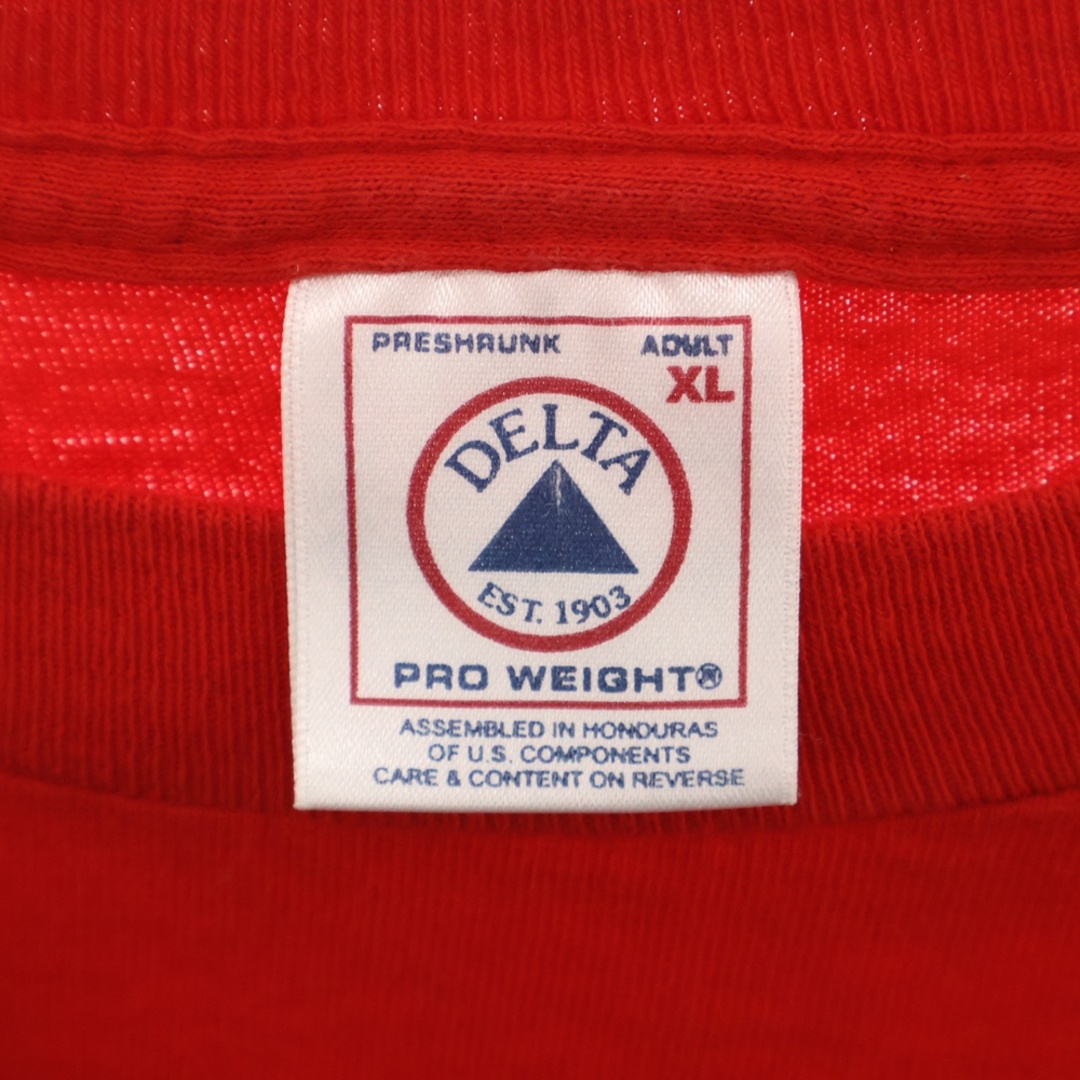 PRESHRUNK ADULT
XL
DELTA
EST. 1903
PRO WEIGHT®
ASSEMBLED IN HONDURAS
OF U.S. COMPONENTS
CARE & CONTENT ON REVERSE